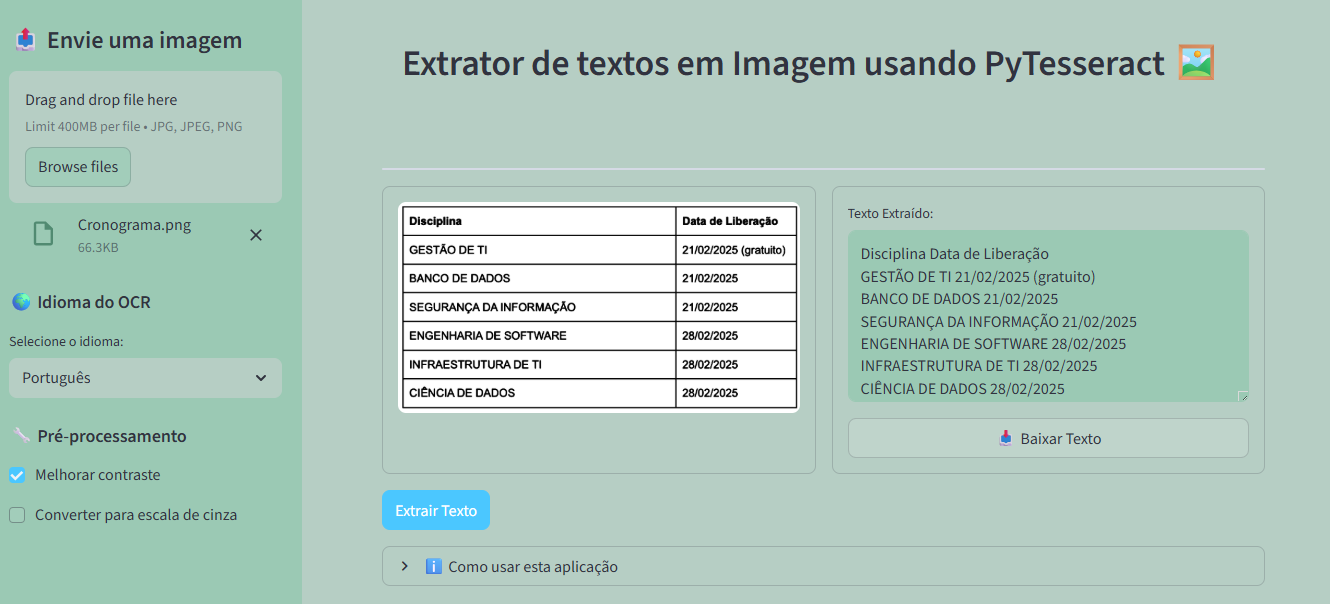 Envie uma imagem
Drag and drop file here
Limit 400MB per file • JPG, JPEG, PNG
Browse files
Cronograma.png
66.3KB
Idioma do OCR
Selecione o idioma:
Português
Pré-processamento
Melhorar contraste
Converter para escala de cinza
Extrator de textos em Imagem usando PyTesseract
Disciplina Data de Liberação
GESTÃO DE TI 21/02/2025 (gratuito)
BANCO DE DADOS 21/02/2025
SEGURANÇA DA INFORMAÇÃO 21/02/2025
ENGENHARIA DE SOFTWARE 28/02/2025
INFRAESTRUTURA DE TI 28/02/2025
CIÊNCIA DE DADOS 28/02/2025
Texto Extraído:
Disciplina Data de Liberação
GESTÃO DE TI 21/02/2025 (gratuito)
BANCO DE DADOS 21/02/2025
SEGURANÇA DA INFORMAÇÃO 21/02/2025
ENGENHARIA DE SOFTWARE 28/02/2025
INFRAESTRUTURA DE TI 28/02/2025
CIÊNCIA DE DADOS 28/02/2025
Baixar Texto
Extrair Texto
Como usar esta aplicação